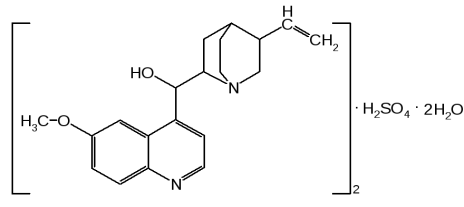 H
C
CH₂
HO
N
· H₂SO₄ · 2H₂O
H₃C–O
N
2